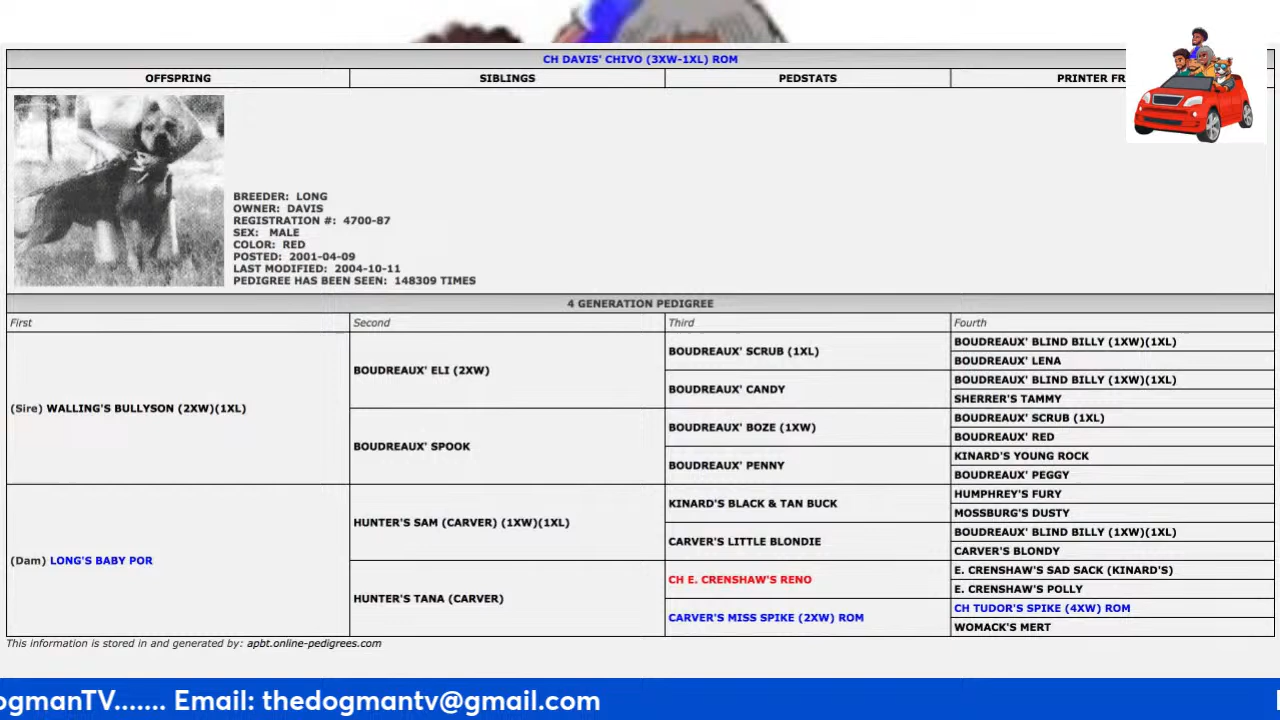 CH DAVIS' CHIVO (3XW-1XL) ROM
OFFSPRING SIBLINGS PEDSTATS PRINTER FR
BREEDER: LONG
OWNER: DAVIS
REGISTRATION #: 4700-87
SEX: MALE
COLOR: RED
POSTED: 2001-04-09
LAST MODIFIED: 2004-10-11
PEDIGREE HAS BEEN SEEN: 148309 TIMES
4 GENERATION PEDIGREE
First Second Third Fourth
(Sire) WALLING'S BULLYSON (2XW)(1XL)
(Dam) LONG'S BABY POR
BOUDREAUX' ELI (2XW)
BOUDREAUX' SPOOK
HUNTER'S SAM (CARVER) (1XW)(1XL)
HUNTER'S TANA (CARVER)
BOUDREAUX' SCRUB (1XL)
BOUDREAUX' CANDY
BOUDREAUX' BOZE (1XW)
BOUDREAUX' PENNY
KINARD'S BLACK & TAN BUCK
CARVER'S LITTLE BLONDIE
CH E. CRENSHAW'S RENO
CARVER'S MISS SPIKE (2XW) ROM
BOUDREAUX' BLIND BILLY (1XW)(1XL)
BOUDREAUX' LENA
BOUDREAUX' BLIND BILLY (1XW)(1XL)
SHERRER'S TAMMY
BOUDREAUX' SCRUB (1XL)
BOUDREAUX' RED
KINARD'S YOUNG ROCK
BOUDREAUX' PEGGY
HUMPHREY'S FURY
MOSSBURG'S DUSTY
BOUDREAUX' BLIND BILLY (1XW)(1XL)
CARVER'S BLONDY
E. CRENSHAW'S SAD SACK (KINARD'S)
E. CRENSHAW'S POLLY
CH TUDOR'S SPIKE (4XW) ROM
WOMACK'S MERT
This information is stored in and generated by: apbt.online-pedigrees.com
ogmanTV....... Email: thedogmantv@gmail.com